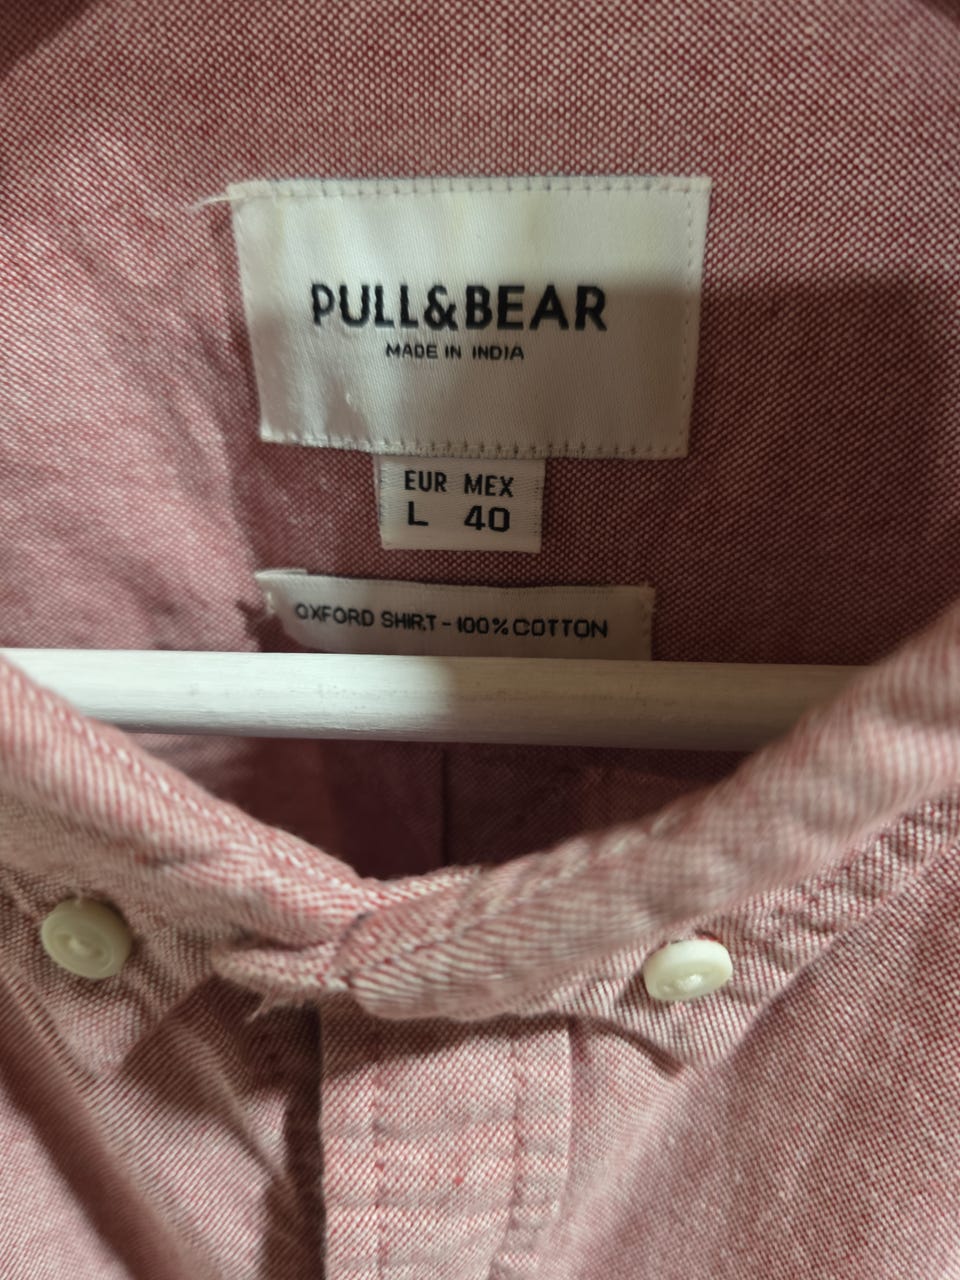 PULL&BEAR
MADE IN INDIA
EUR MEX
L 40
OXFORD SHIRT - 100% COTTON